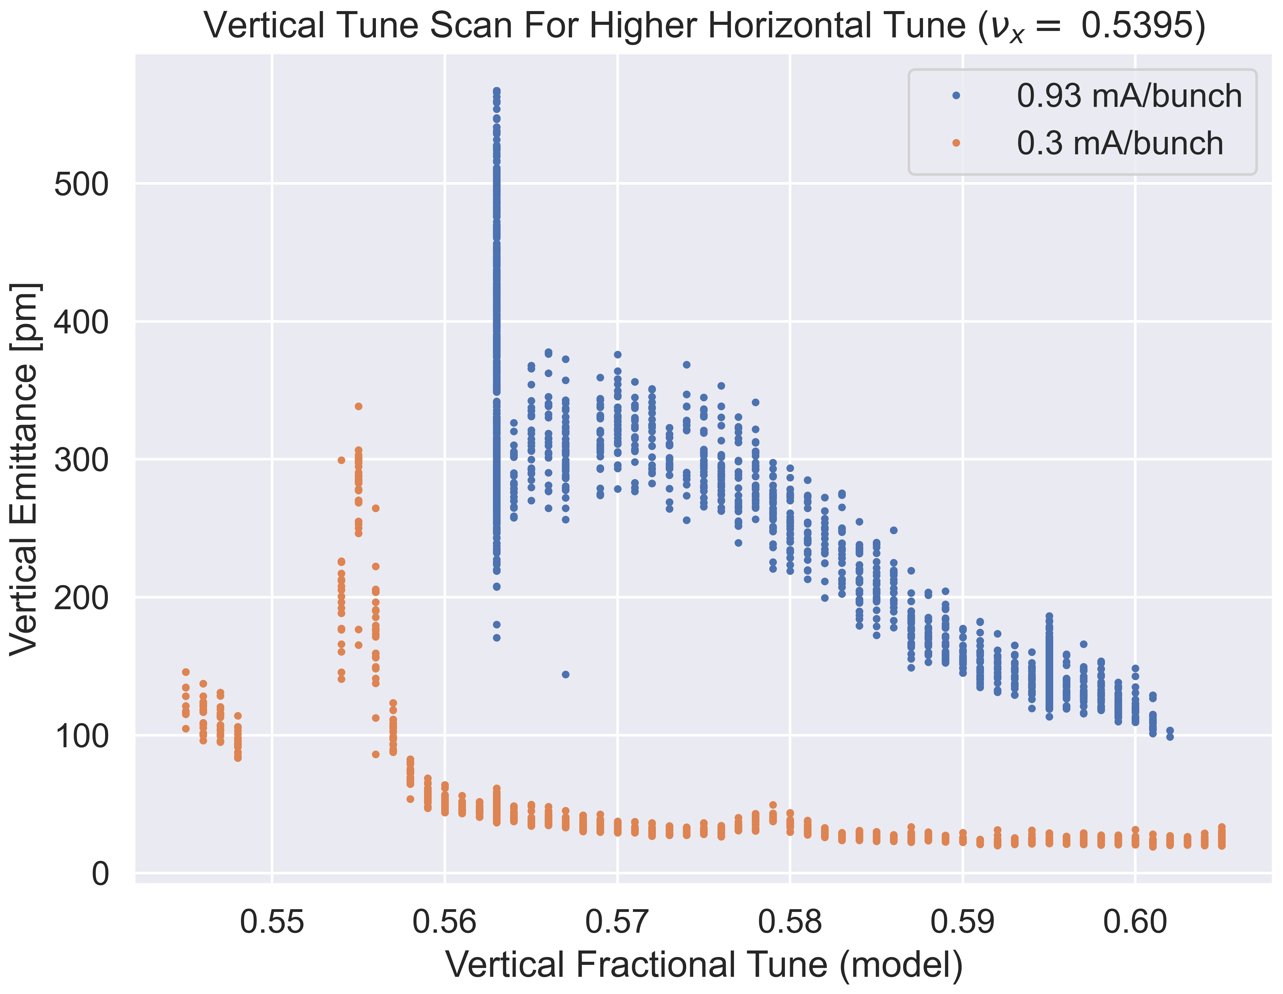 Vertical Tune Scan For Higher Horizontal Tune (νx = 0.5395)
0.93 mA/bunch
0.3 mA/bunch
Vertical Emittance [pm]
500
400
300
200
100
0
0.55 0.56 0.57 0.58 0.59 0.60
Vertical Fractional Tune (model)